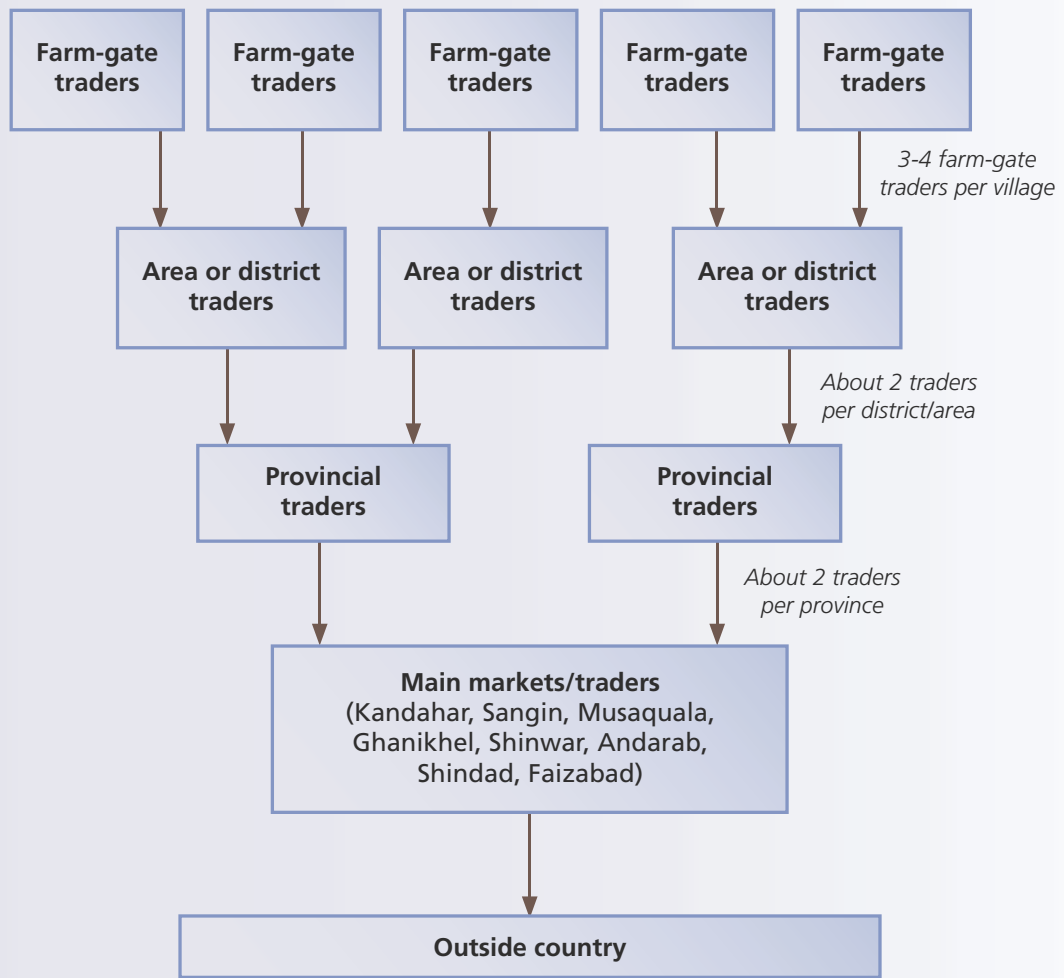 Farm-gate
traders
Farm-gate
traders
Farm-gate
traders
Farm-gate
traders
Farm-gate
traders
3-4 farm-gate
traders per village
Area or district
traders
Area or district
traders
Area or district
traders
About 2 traders
per district/area
Provincial
traders
Provincial
traders
About 2 traders
per province
Main markets/traders
(Kandahar, Sangin, Musaquala,
Ghanikhel, Shinwar, Andarab,
Shindad, Faizabad)
Outside country